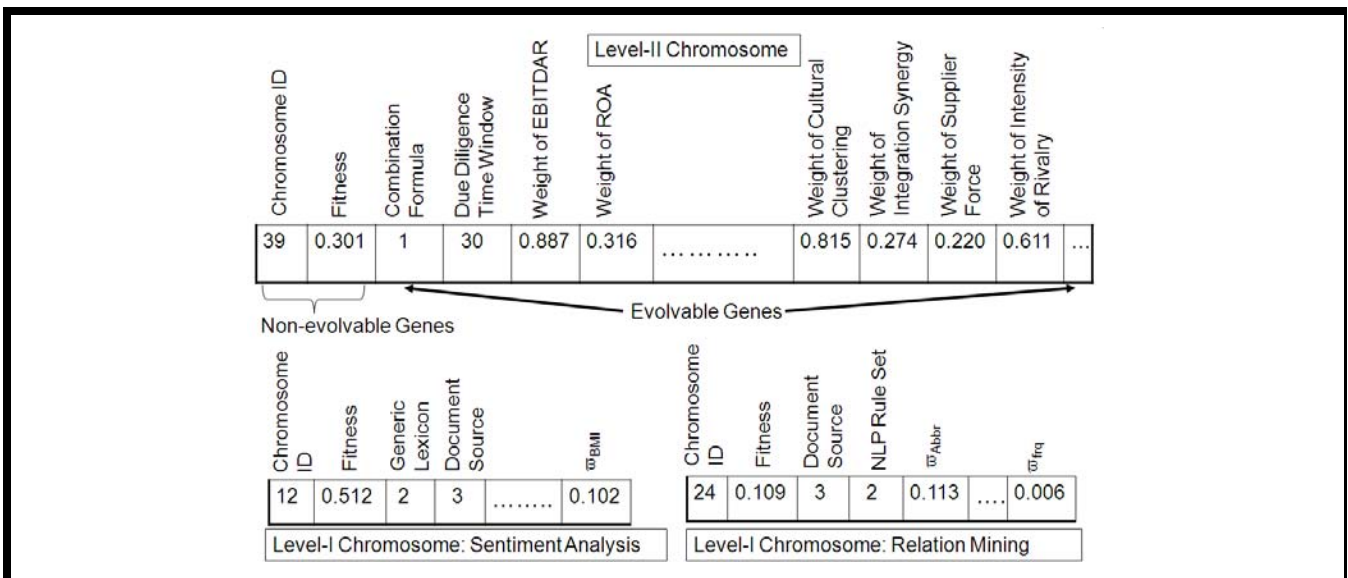 Level-II Chromosome
Chromosome ID
Fitness
Combination
Formula
Due Diligence
Time Window
Weight of EBITDAR
Weight of ROA
Weight of Cultural
Clustering
Weight of
Integration Synergy
Weight of Supplier
Force
Weight of Intensity
of Rivalry
39 0.301 1 30 0.887 0.316 ........... 0.815 0.274 0.220 0.611 ...
Non-evolvable Genes
Evolvable Genes
Chromosome
ID
Fitness
Generic
Lexicon
Document
Source
ϖBMI
12 0.512 2 3 ........ 0.102
Level-I Chromosome: Sentiment Analysis
Chromosome
ID
Fitness
Document
Source
NLP Rule Set
ϖAbbr
ϖfrq
24 0.109 3 2 0.113 .... 0.006
Level-I Chromosome: Relation Mining